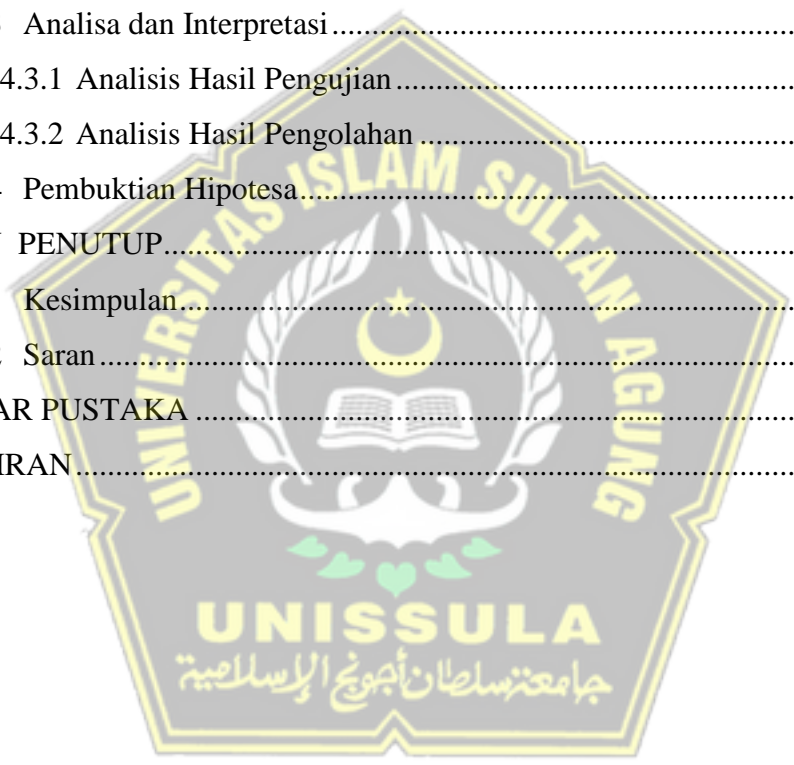 Analisa dan Interpretasi........................................................
4.3.1 Analisis Hasil Pengujian................................................
4.3.2 Analisis Hasil Pengolahan..............................................
Pembuktian Hipotesa............................................................
PENUTUP........................................................................
Kesimpulan.....................................................................
Saran..........................................................................
AR PUSTAKA.....................................................................
IRAN...........................................................................
UNIVERSITAS ISLAM SULTAN AGUNG
UNISSULA
جامعة سلطان أجونج الإسلامية